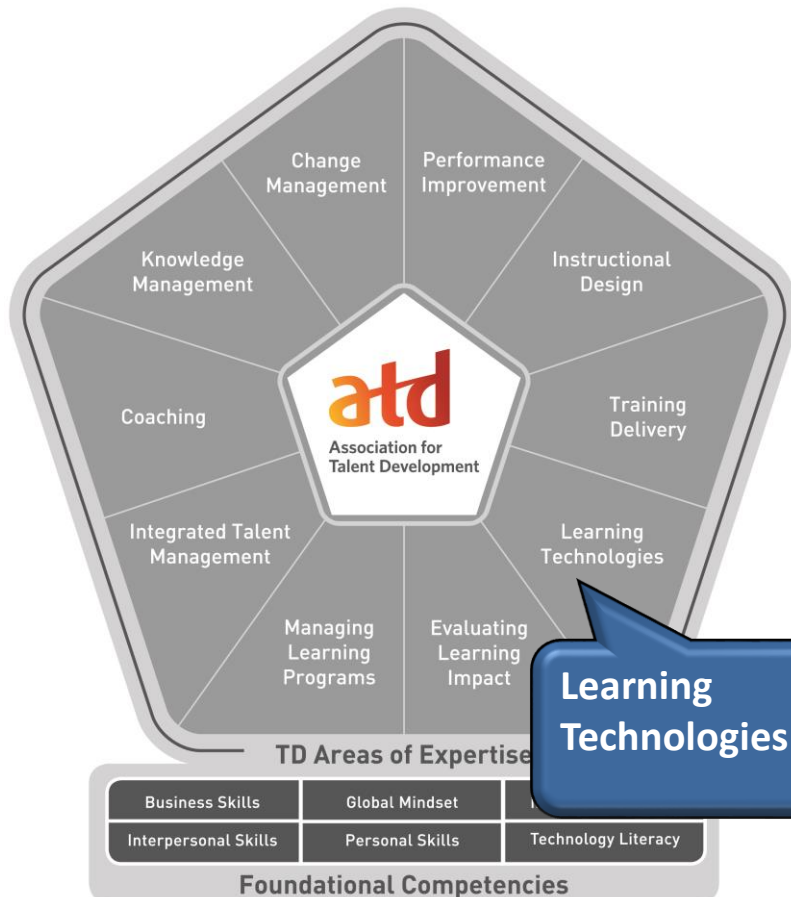 Change
Management
Performance
Improvement
Knowledge
Management
Instructional
Design
Coaching
atd
Association for
Talent Development
Training
Delivery
Integrated Talent
Management
Learning
Technologies
Managing
Learning
Programs
Evaluating
Learning
Impact
Learning
Technologies
TD Areas of Expertise
Business Skills
Global Mindset
Interpersonal Skills
Personal Skills
Technology Literacy
Foundational Competencies